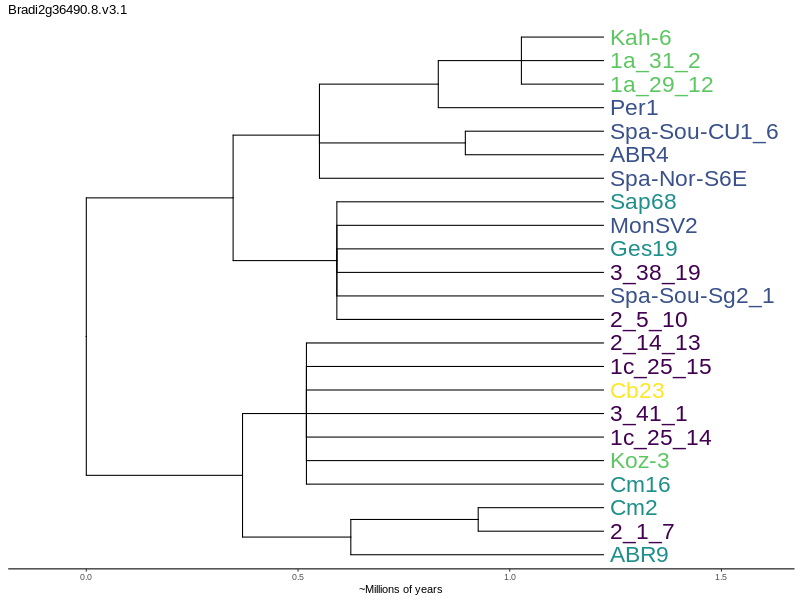 Bradi2g36490.8.v3.1
Kah-6
1a_31_2
1a_29_12
Per1
Spa-Sou-CU1_6
ABR4
Spa-Nor-S6E
Sap68
MonSV2
Ges19
3_38_19
Spa-Sou-Sg2_1
2_5_10
2_14_13
1c_25_15
Cb23
3_41_1
1c_25_14
Koz-3
Cm16
Cm2
2_1_7
ABR9
0.0 0.5 1.0 1.5
~Millions of years